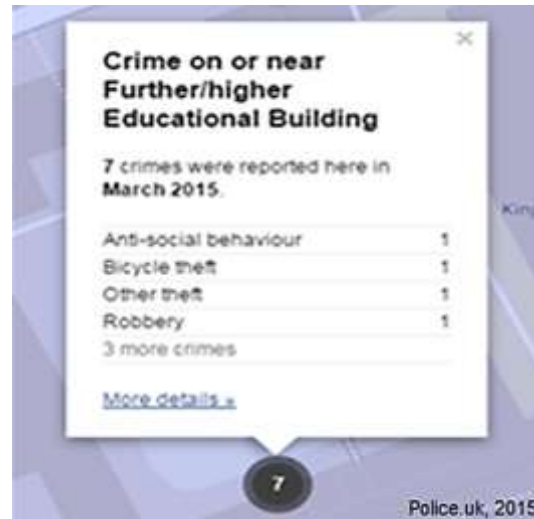 ×
Crime on or near
Further/higher
Educational Building
7 crimes were reported here in
March 2015.
Anti-social behaviour 1
Bicycle theft 1
Other theft 1
Robbery 1
3 more crimes
More details »
7
King
Police.uk, 2015